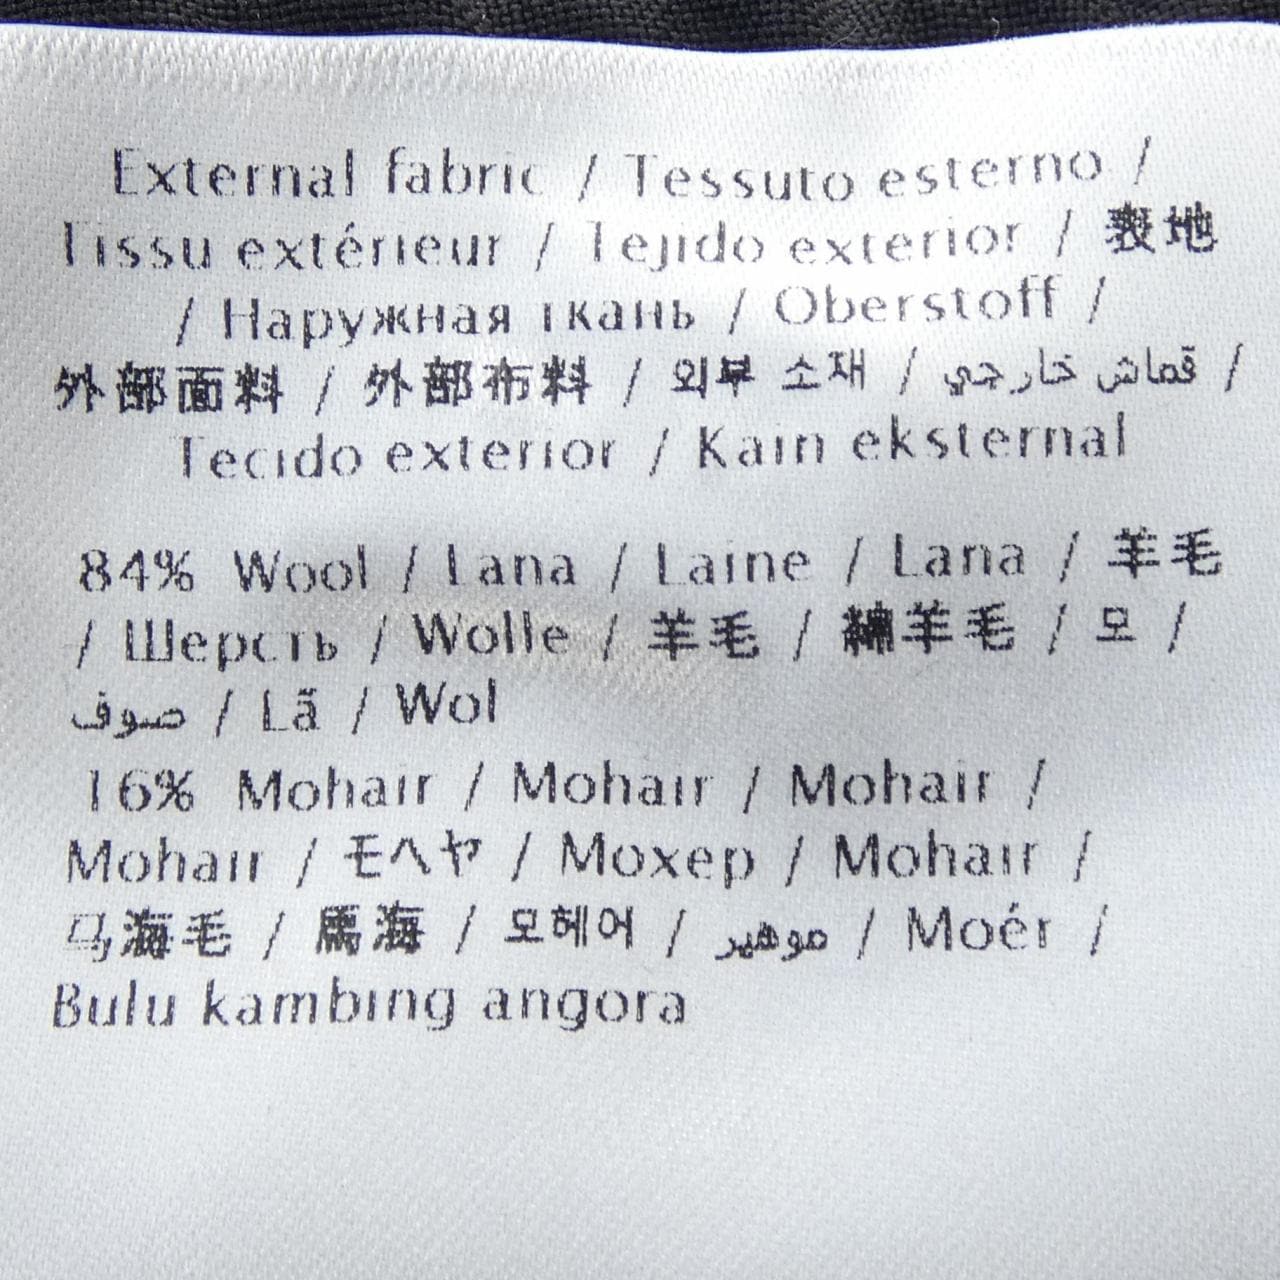 External fabric / Tessuto esterno /
Tissu extérieur / Tejido exterior / 表地
/ Наружная ткань / Oberstoff /
外部面料 / 外部布料 / 외부 소재 / قماش خارجي /
Tecido exterior / Kain eksternal
84% Wool / Lana / Laine / Lana / 羊毛
/ Шерсть / Wolle / 羊毛 / 綿羊毛 / 모 /
صوف / Lã / Wol
16% Mohair / Mohair / Mohair /
Mohair / モヘヤ / Мохер / Mohair /
马海毛 / 馬海 / 모헤어 / موهير / Moér /
Bulu kambing angora